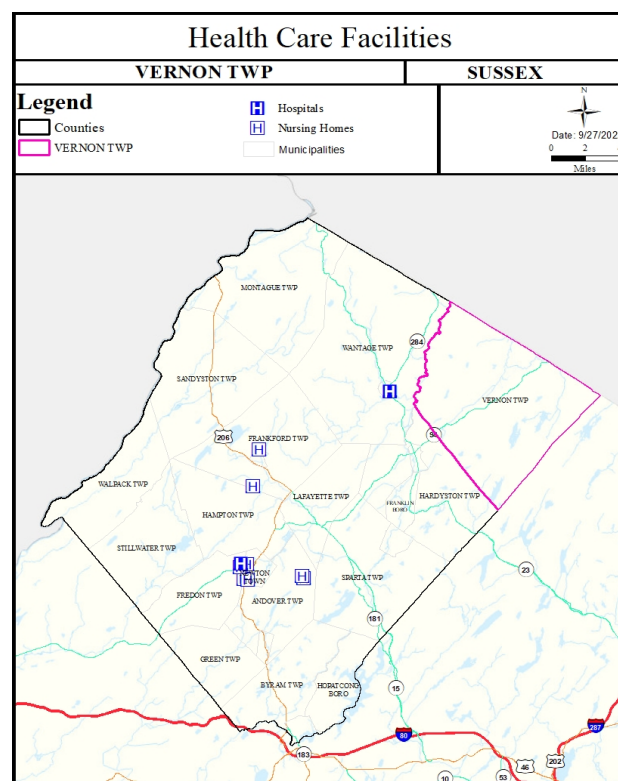 Health Care Facilities
VERNON TWP
SUSSEX
Legend
Counties
VERNON TWP
H Hospitals
H Nursing Homes
Municipalities
N
Date: 9/27/202
0 2
Miles
MONTAGUE TWP
WANTAGE TWP
284
SANDYSTON TWP
VERNON TWP
H
206
FRANKFORD TWP
H
94
WALPACK TWP
H
LAFAYETTE TWP
HARDYSTON TWP
FRANKLIN
BORO
HAMPTON TWP
STILLWATER TWP
H
H
TOWN
H
SPARTA TWP
23
FREDON TWP
ANDOVER TWP
181
GREEN TWP
BYRAM TWP
HOPATCONG
BORO
15
183
80
287
46
202
10
53